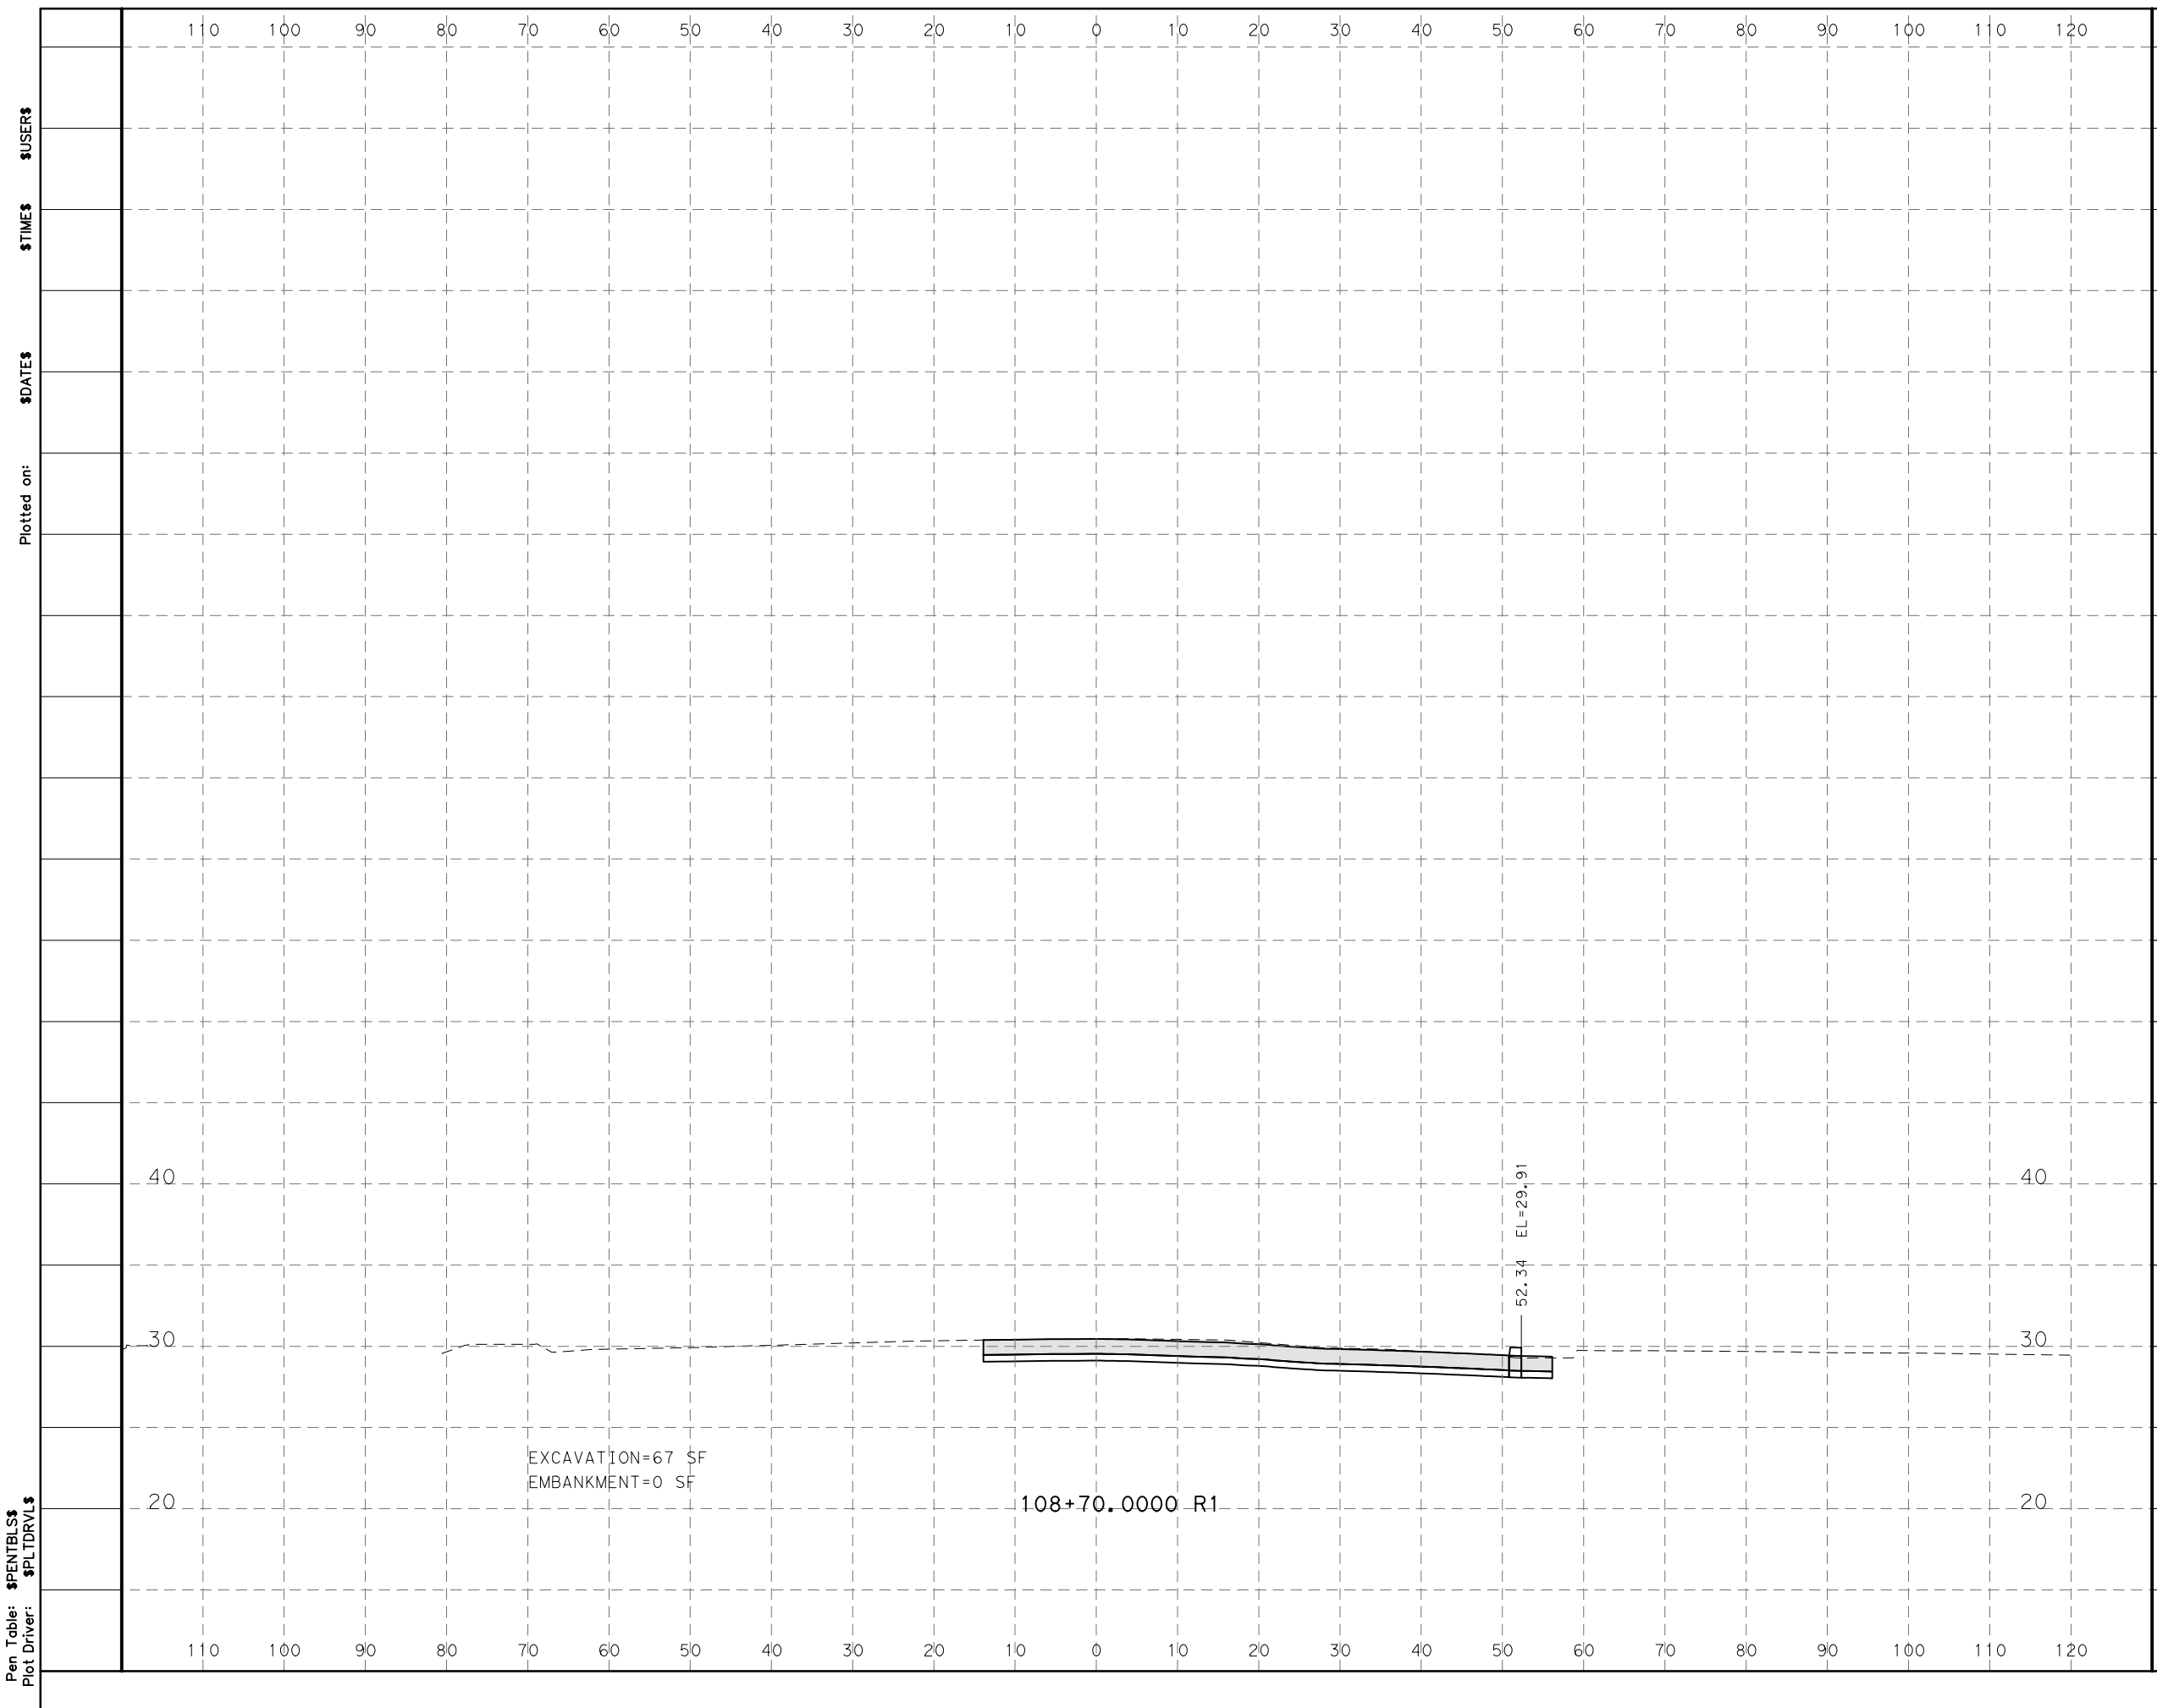 110 100 90 80 70 60 50 40 30 20 10 0 10 20 30 40 50 60 70 80 90 100 110 120
$USER$
$TIME$
$DATE$
Plotted on:
40 40
52.34 EL=29.91
30 30
EXCAVATION=67 SF
EMBANKMENT=0 SF
20 20
108+70.0000 R1
Pen Table: $PENTBLS$
Plot Driver: $PLTDRVL$
110 100 90 80 70 60 50 40 30 20 10 0 10 20 30 40 50 60 70 80 90 100 110 120